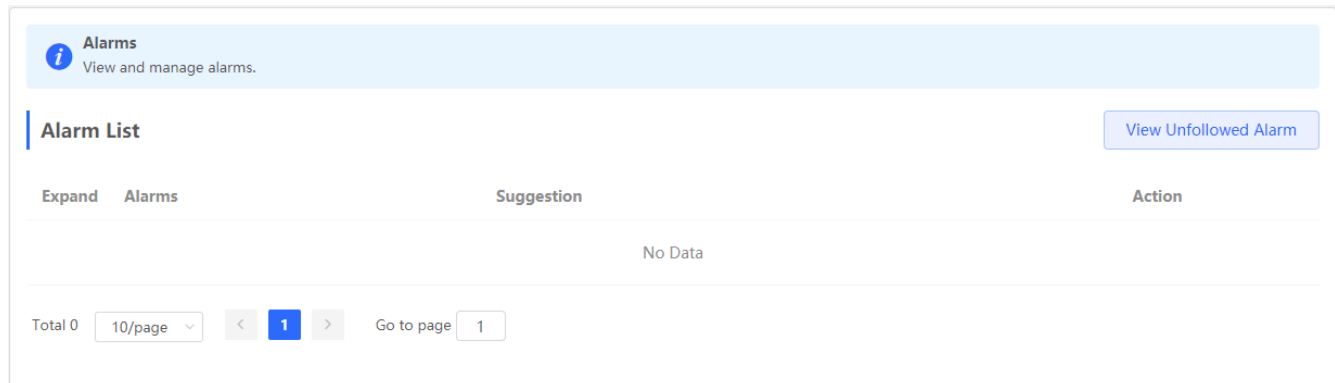 Alarms
View and manage alarms.
Alarm List
View Unfollowed Alarm
Expand Alarms Suggestion Action
No Data
Total 0 10/page < 1 > Go to page 1